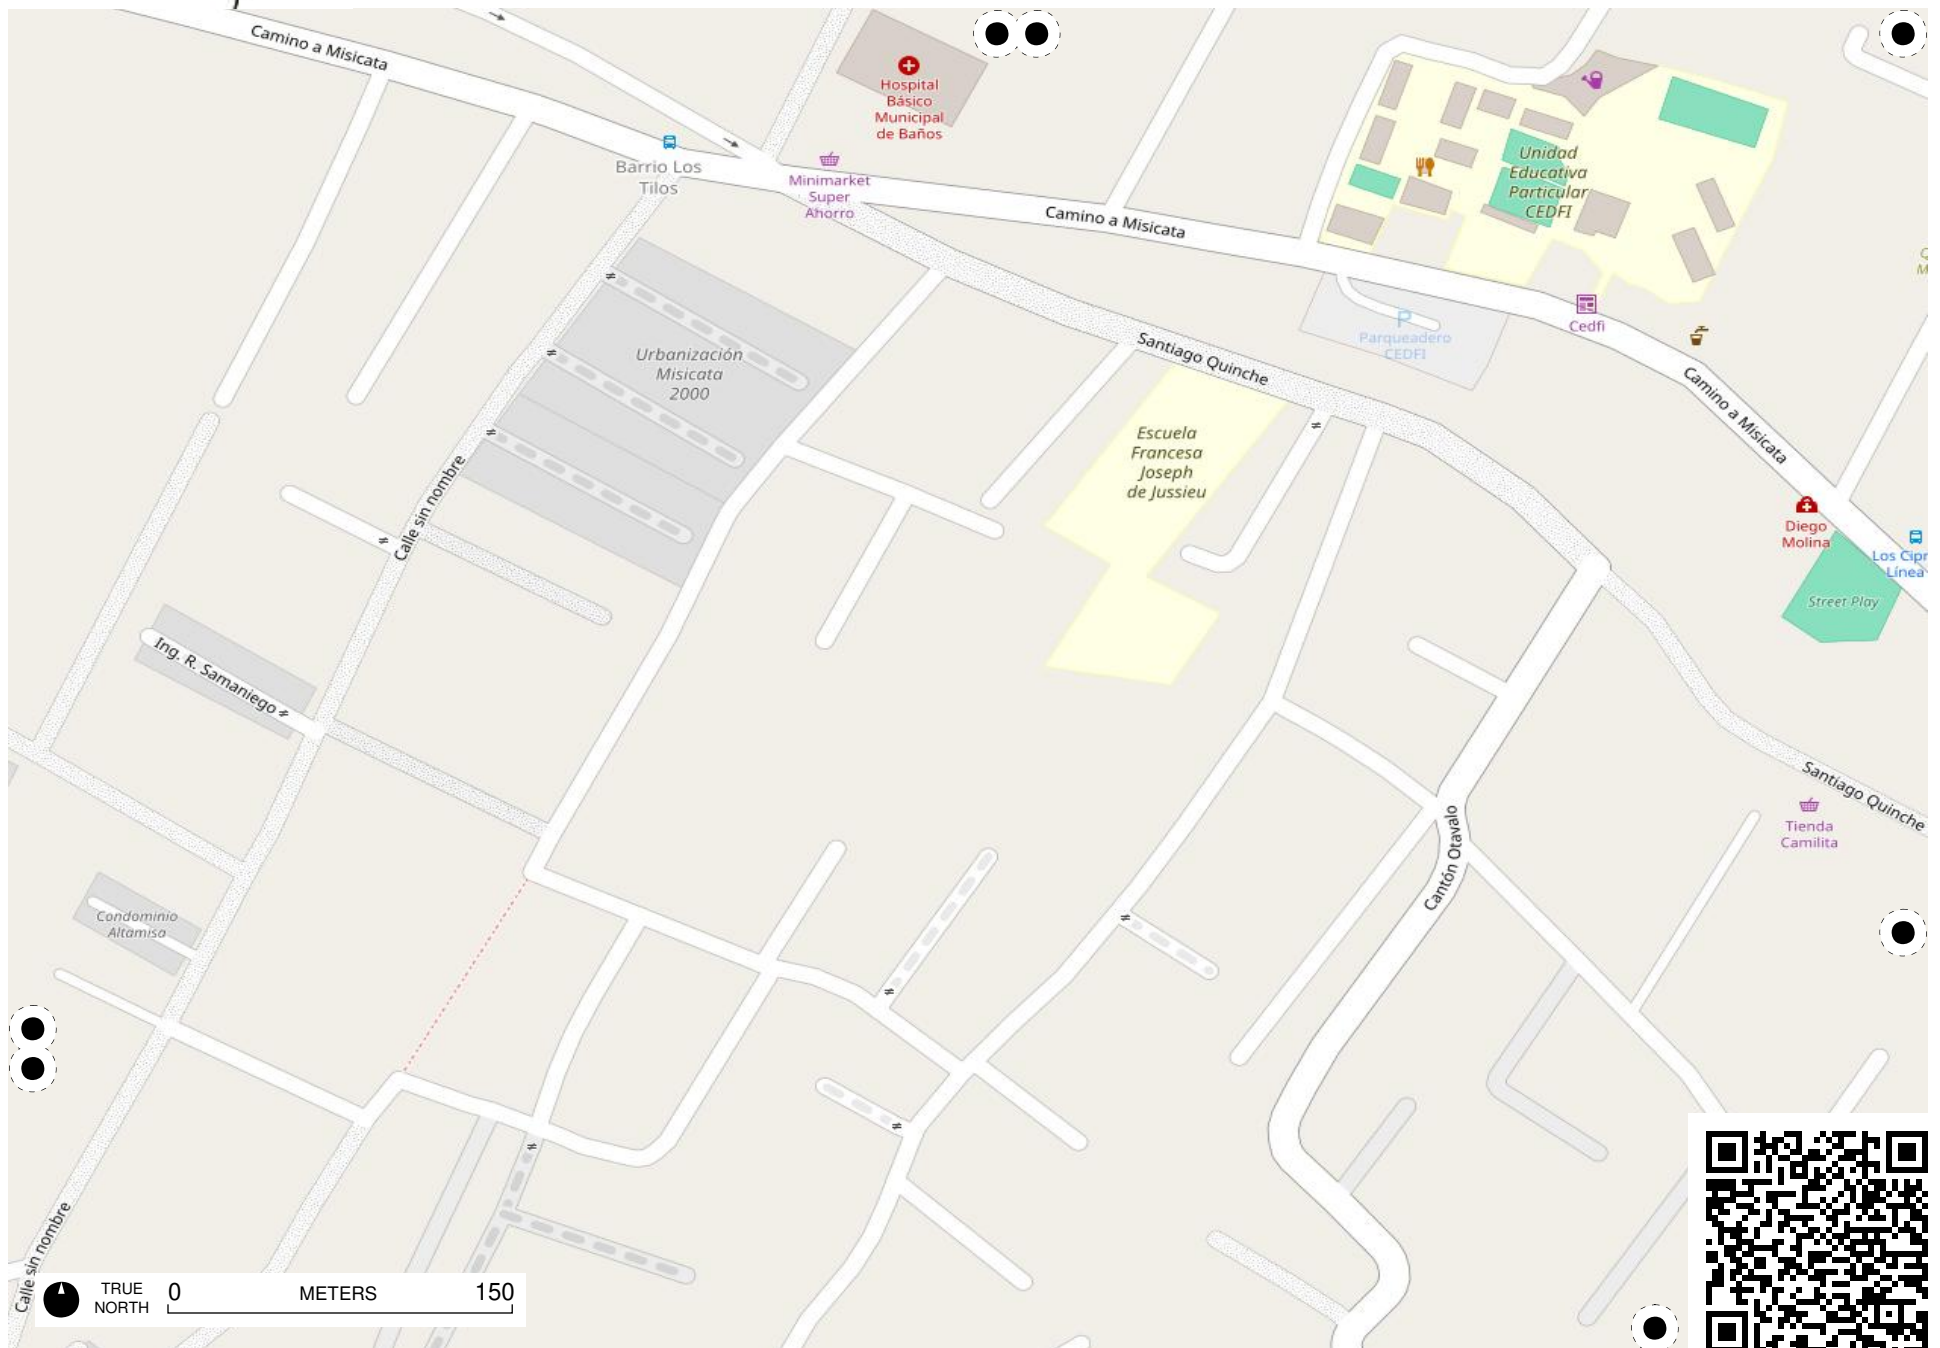 Camino a Misicata
Hospital
Básico
Municipal
de Baños
Barrio Los
Tilos
Minimarket
Super
Ahorro
Camino a Misicata
Unidad
Educativa
Particular
CEDFI
Cedfi
P
Parqueadero
CEDFI
Santiago Quinche
Urbanización
Misicata
2000
Camino a Misicata
Escuela
Francesa
Joseph
de Jussieu
Calle sin nombre
Diego
Molina
Los Cipr
Línea
Street Play
Ing. R. Samaniego
Santiago Quinche
Tienda
Camilita
Cantón Otavalo
Condominio
Altamisa
Calle sin nombre
TRUE
NORTH
0 METERS 150